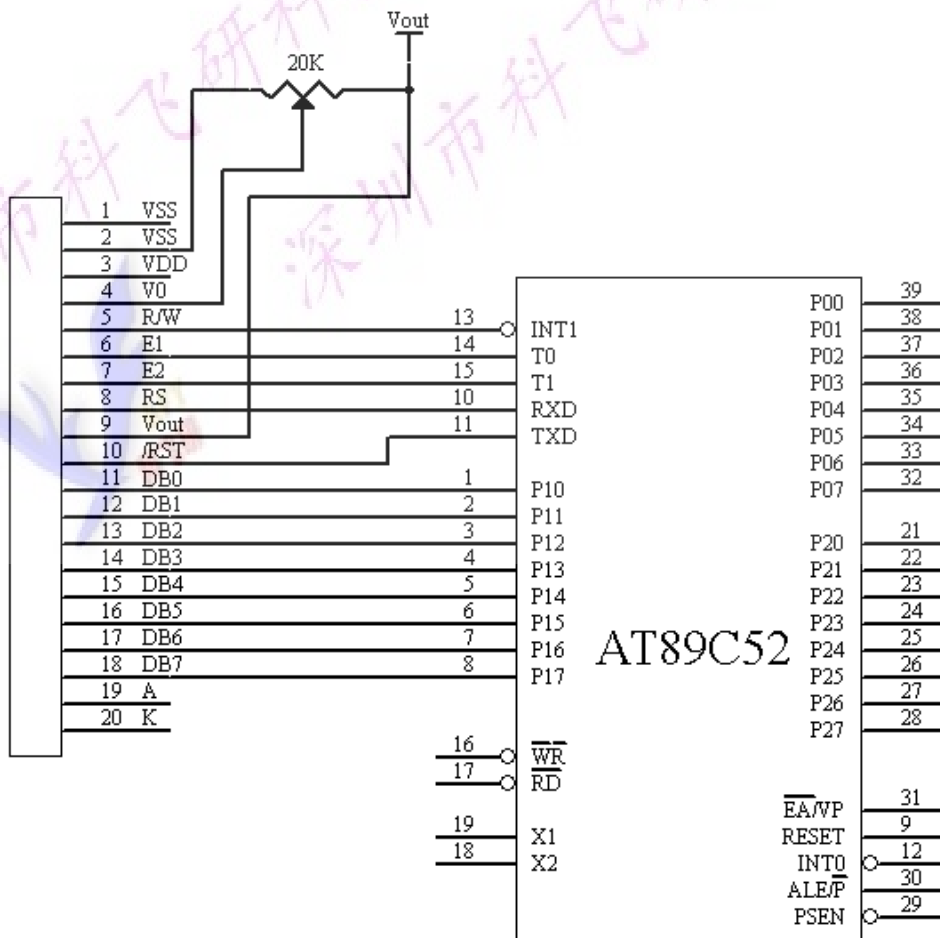 Vout
20K
深圳市科飞
市科飞研科
1 VSS
2 VSS
3 VDD
4 V0
5 R/W
6 E1
7 E2
8 RS
9 Vout
10 /RST
11 DB0
12 DB1
13 DB2
14 DB3
15 DB4
16 DB5
17 DB6
18 DB7
19 A
20 K
13 INT1
14 T0
15 T1
10 RXD
11 TXD
1 P10
2 P11
3 P12
4 P13
5 P14
6 P15
7 P16
8 P17
16 WR
17 RD
19 X1
18 X2
AT89C52
P00 39
P01 38
P02 37
P03 36
P04 35
P05 34
P06 33
P07 32
P20 21
P21 22
P22 23
P23 24
P24 25
P25 26
P26 27
P27 28
EA/VP 31
RESET 9
INT0 12
ALE/P 30
PSEN 29